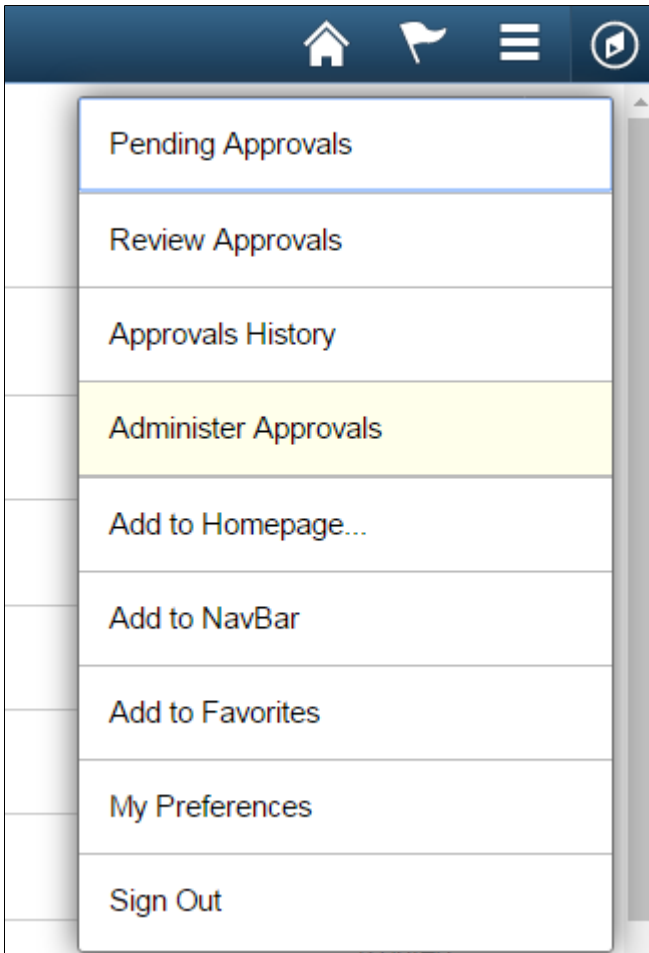 Pending Approvals
Review Approvals
Approvals History
Administer Approvals
Add to Homepage...
Add to NavBar
Add to Favorites
My Preferences
Sign Out